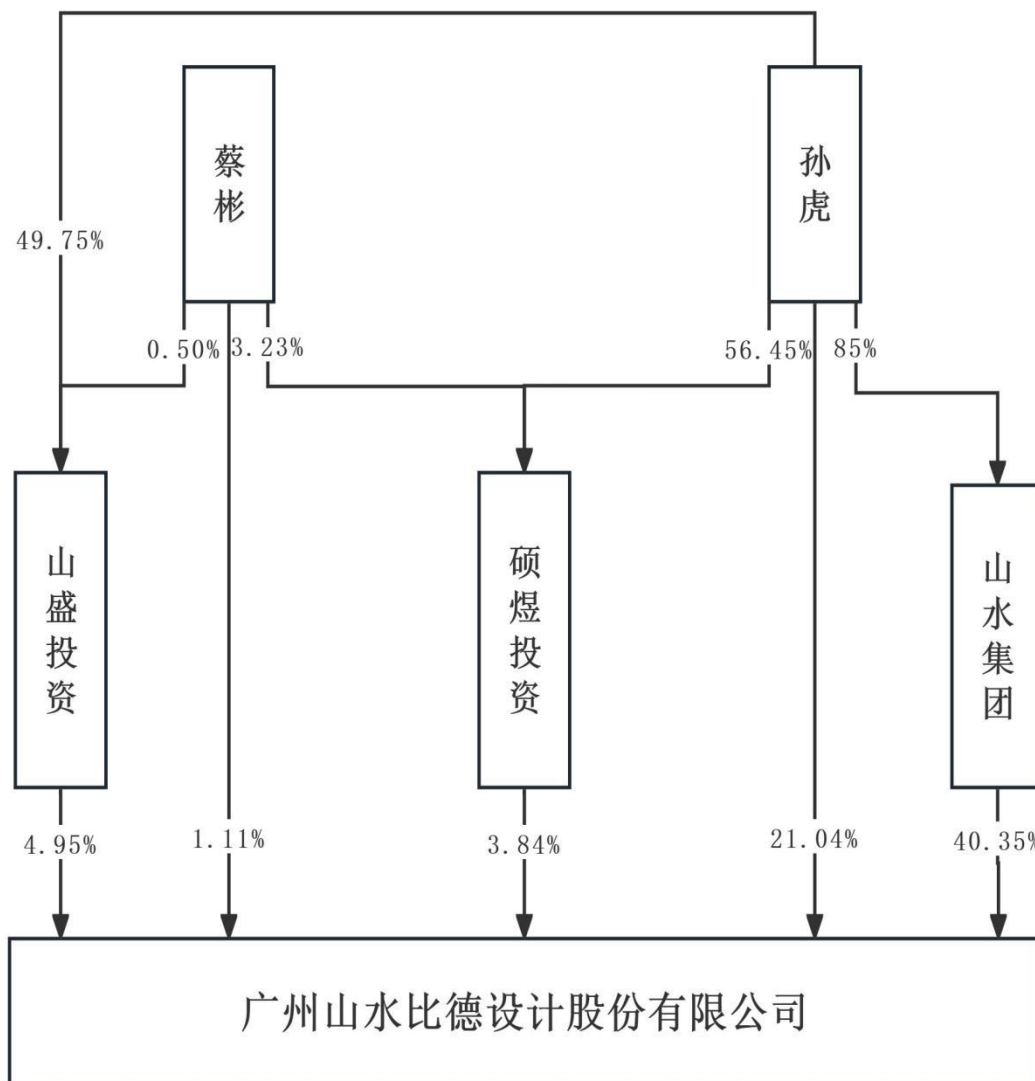 蔡彬
孙虎
49.75%
0.50%
3.23%
56.45%
85%
山盛投资
硕煜投资
山水集团
4.95%
1.11%
3.84%
21.04%
40.35%
广州山水比德设计股份有限公司